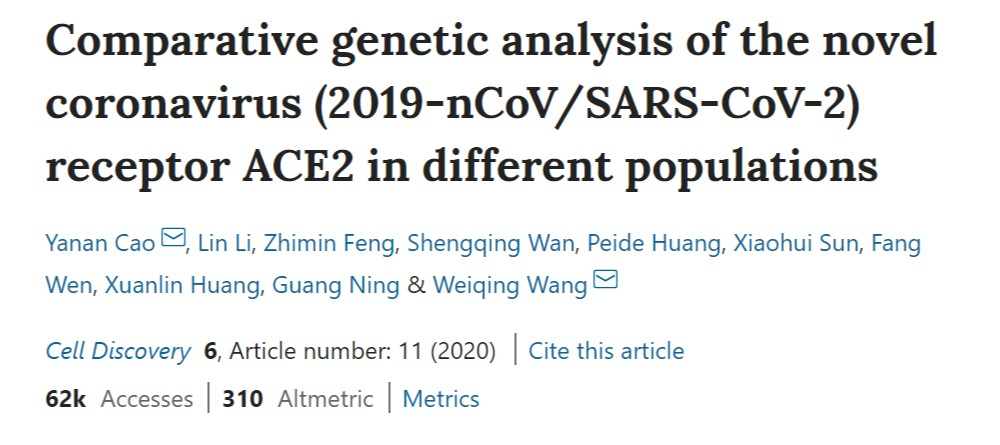 Comparative genetic analysis of the novel
coronavirus (2019-nCoV/SARS-CoV-2)
receptor ACE2 in different populations
Yanan Cao, Lin Li, Zhimin Feng, Shengqing Wan, Peide Huang, Xiaohui Sun, Fang
Wen, Xuanlin Huang, Guang Ning & Weiqing Wang
Cell Discovery 6, Article number: 11 (2020) | Cite this article
62k Accesses | 310 Altmetric | Metrics